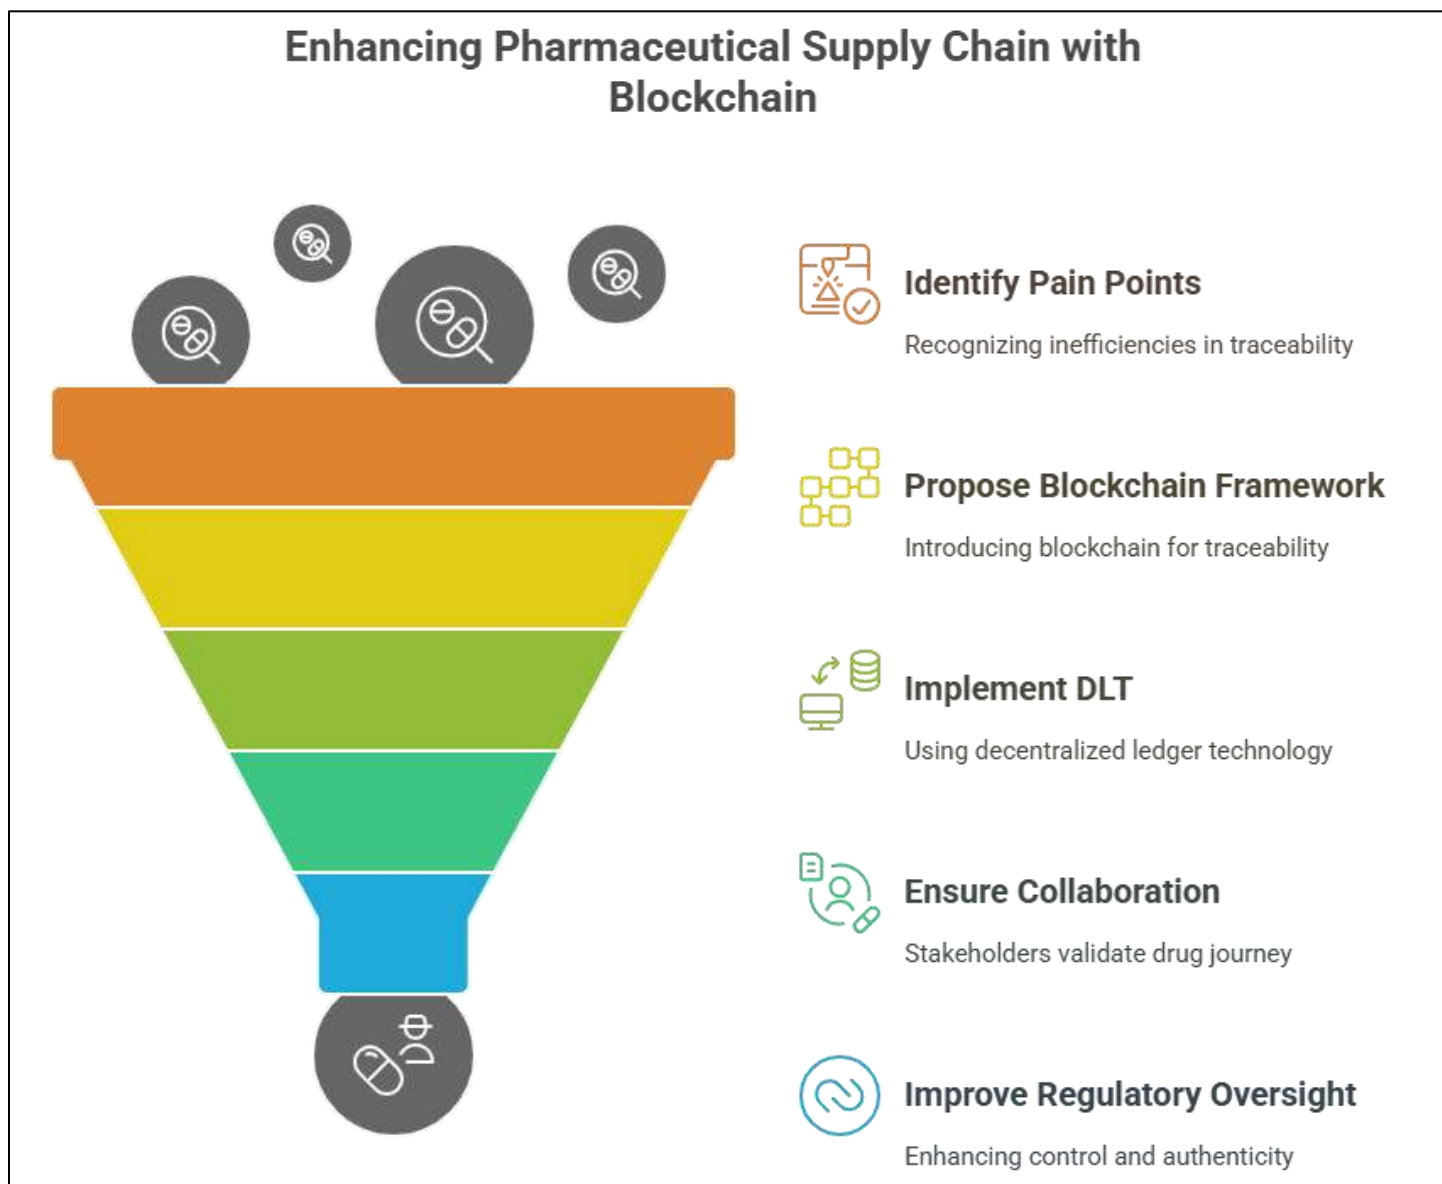 Enhancing Pharmaceutical Supply Chain with
Blockchain
Identify Pain Points
Recognizing inefficiencies in traceability
Propose Blockchain Framework
Introducing blockchain for traceability
Implement DLT
Using decentralized ledger technology
Ensure Collaboration
Stakeholders validate drug journey
Improve Regulatory Oversight
Enhancing control and authenticity